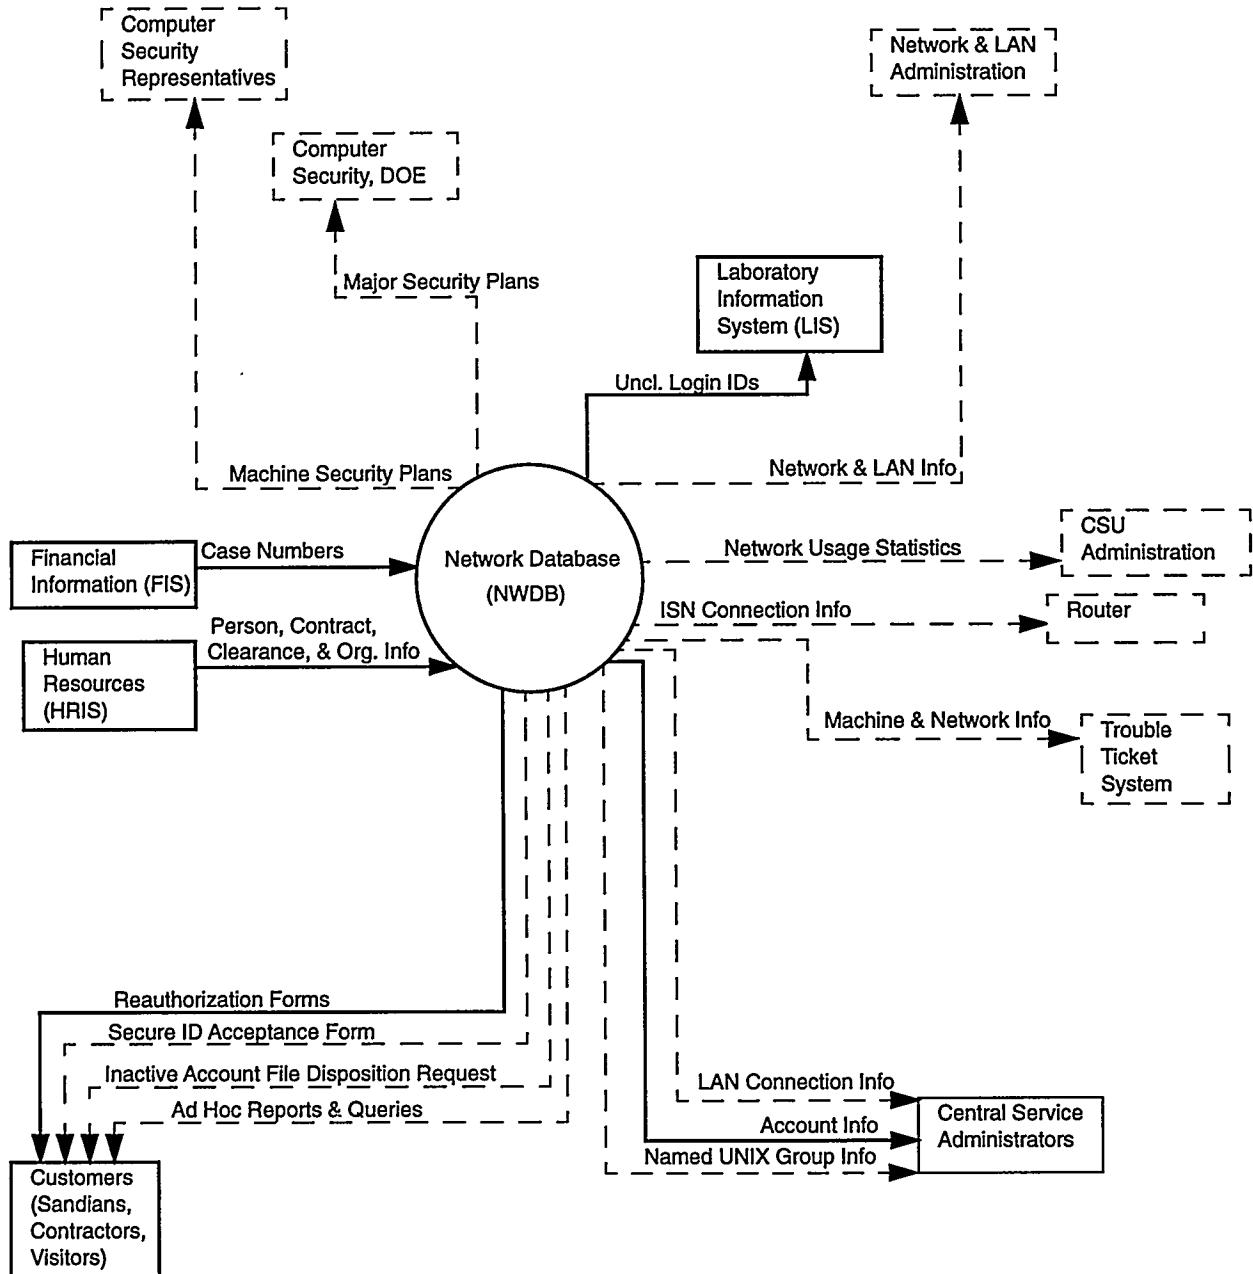 Computer
Security
Representatives
Network & LAN
Administration
Computer
Security, DOE
Major Security Plans
Laboratory
Information
System (LIS)
Uncl. Login IDs
Machine Security Plans
Network & LAN Info
Financial
Information (FIS)
Case Numbers
Network Database
(NWDB)
Network Usage Statistics
CSU
Administration
ISN Connection Info
Router
Human
Resources
(HRIS)
Person, Contract,
Clearance, & Org. Info
Machine & Network Info
Trouble
Ticket
System
Reauthorization Forms
Secure ID Acceptance Form
Inactive Account File Disposition Request
Ad Hoc Reports & Queries
LAN Connection Info
Account Info
Named UNIX Group Info
Central Service
Administrators
Customers
(Sandians,
Contractors,
Visitors)